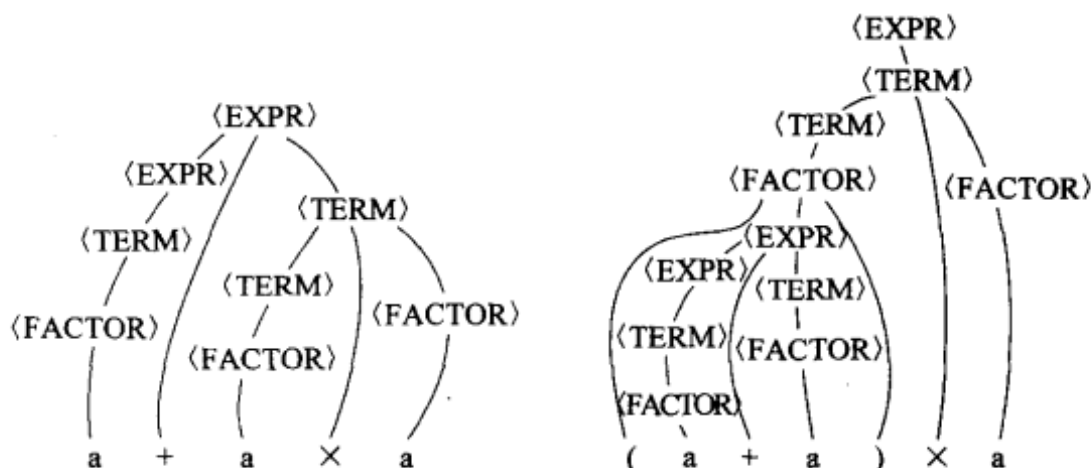 ⟨EXPR⟩
⟨EXPR⟩
⟨TERM⟩
⟨TERM⟩
⟨TERM⟩
⟨FACTOR⟩
⟨FACTOR⟩
⟨FACTOR⟩
a + a × a
⟨EXPR⟩
⟨TERM⟩
⟨TERM⟩
⟨FACTOR⟩ ⟨FACTOR⟩
⟨EXPR⟩
⟨EXPR⟩ ⟨TERM⟩
⟨TERM⟩ ⟨FACTOR⟩
⟨FACTOR⟩
( a + a ) × a